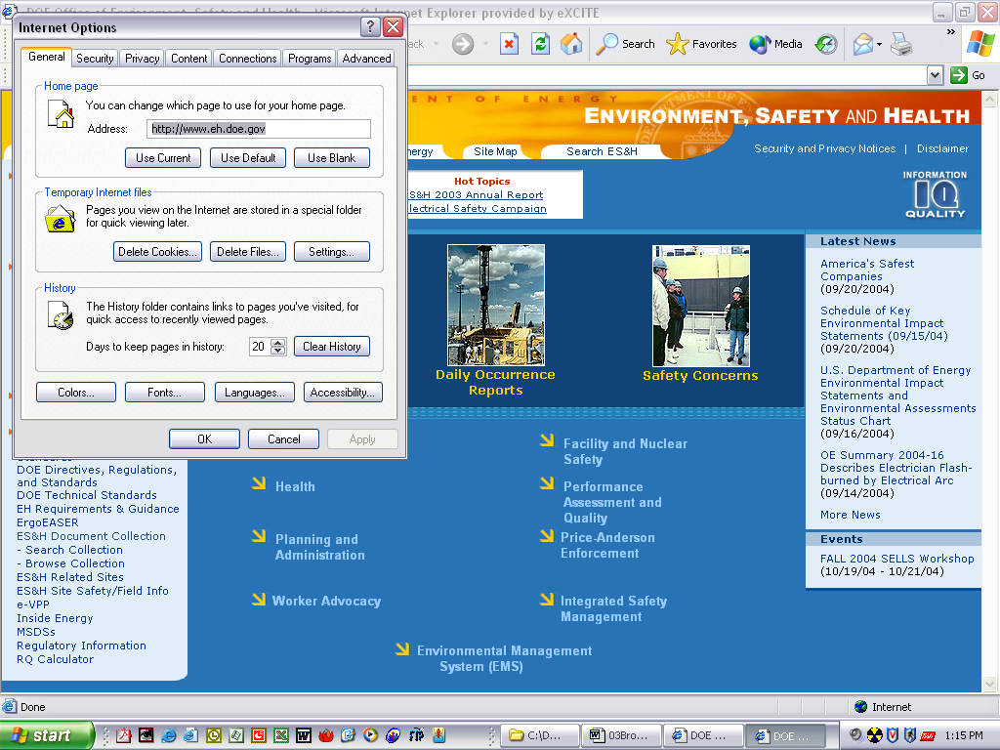 DOE Office of Environment, Safety and Health - Microsoft Internet Explorer provided by eXCITE
Internet Options
General Security Privacy Content Connections Programs Advanced
Home page
You can change which page to use for your home page.
Address: http://www.eh.doe.gov
Use Current Use Default Use Blank
Temporary Internet files
Pages you view on the Internet are stored in a special folder
for quick viewing later.
Delete Cookies... Delete Files... Settings...
History
The History folder contains links to pages you've visited, for
quick access to recently viewed pages.
Days to keep pages in history: 20 Clear History
Colors... Fonts... Languages... Accessibility...
OK Cancel Apply
ack Search Favorites Media
Go
ENT OF ENERGY
ENVIRONMENT, SAFETY AND HEALTH
nergy Site Map Search ES&H
Security and Privacy Notices | Disclaimer
Hot Topics
S&H 2003 Annual Report
lectrical Safety Campaign
INFORMATION
IQ
QUALITY
Daily Occurrence
Reports
Safety Concerns
Latest News
America's Safest
Companies
(09/20/2004)
Schedule of Key
Environmental Impact
Statements (09/15/04)
(09/20/2004)
U.S. Department of Energy
Environmental Impact
Statements and
Environmental Assessments
Status Chart
(09/16/2004)
OE Summary 2004-16
Describes Electrician Flash-
burned by Electrical Arc
(09/14/2004)
More News
Events
FALL 2004 SELLS Workshop
(10/19/04 - 10/21/04)
Standards
DOE Directives, Regulations,
and Standards
DOE Technical Standards
EH Requirements & Guidance
ErgoEASER
ES&H Document Collection
- Search Collection
- Browse Collection
ES&H Related Sites
ES&H Site Safety/Field Info
e-VPP
Inside Energy
MSDSs
Regulatory Information
RQ Calculator
Health
Planning and
Administration
Worker Advocacy
Facility and Nuclear
Safety
Performance
Assessment and
Quality
Price-Anderson
Enforcement
Integrated Safety
Management
Environmental Management
System (EMS)
Done Internet
start C:\D... 03Bro... DOE ... DOE ... 1:15 PM